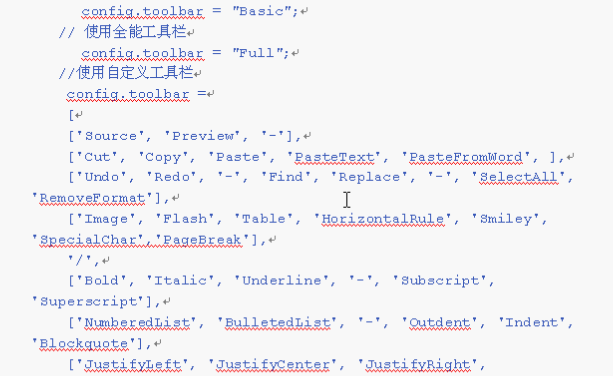 config.toolbar = "Basic";
// 使用全能工具栏
config.toolbar = "Full";
//使用自定义工具栏
config.toolbar =
[
['Source', 'Preview', '-'],
['Cut', 'Copy', 'Paste', 'PasteText', 'PasteFromWord', ],
['Undo', 'Redo', '-', 'Find', 'Replace', '-', 'SelectAll',
'RemoveFormat'],
['Image', 'Flash', 'Table', 'HorizontalRule', 'Smiley',
'SpecialChar','PageBreak'],
'/',
['Bold', 'Italic', 'Underline', '-', 'Subscript',
'Superscript'],
['NumberedList', 'BulletedList', '-', 'Outdent', 'Indent',
'Blockquote'],
['JustifyLeft', 'JustifyCenter', 'JustifyRight',